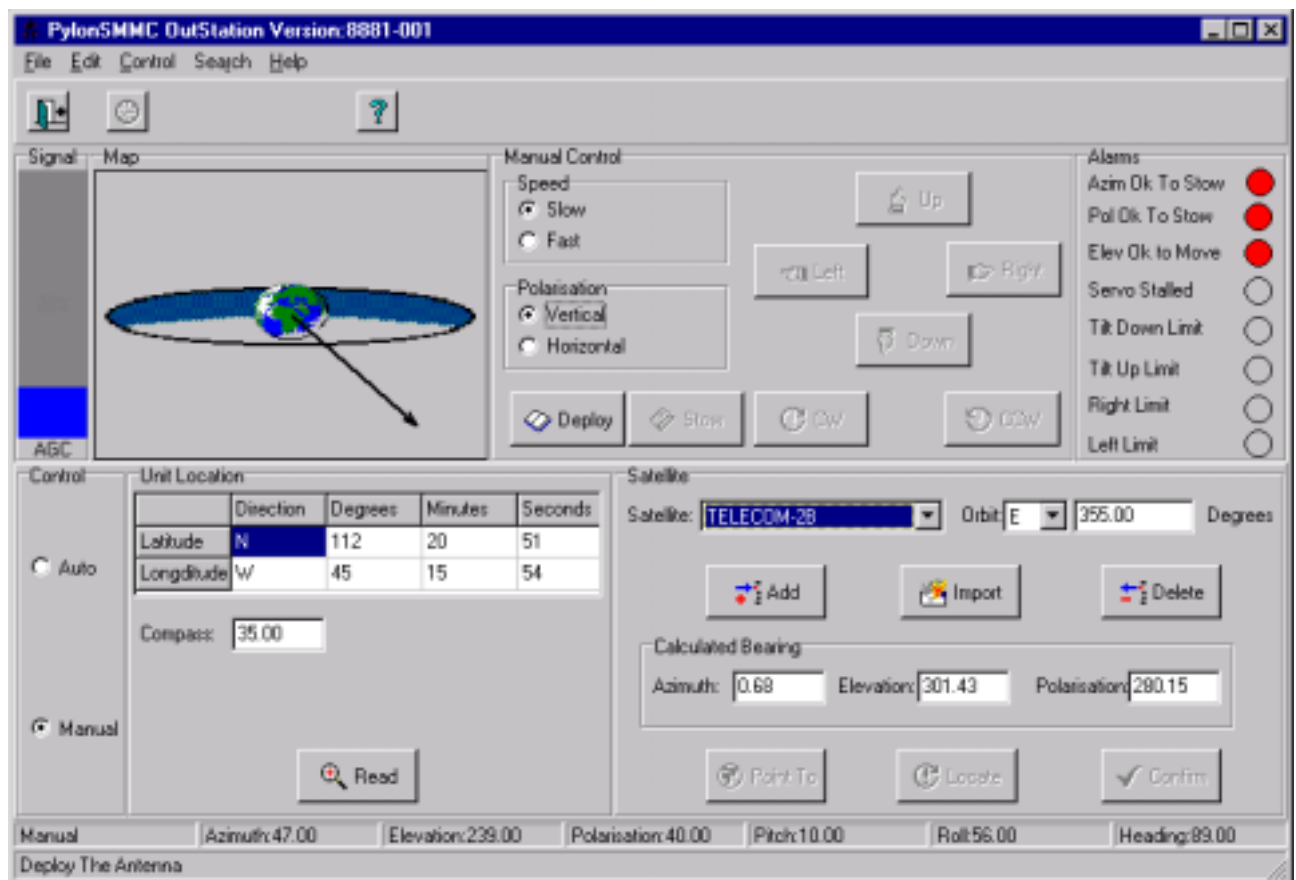 PylonSMMC OutStation Version:8881-001
File Edit Control Search Help
Signal Map Manual Control Alarms
Speed
Slow
Fast
Polarisation
Vertical
Horizontal
Up
Left Right
Down
Deploy Stow CW CCW
Azim Ok To Stow
Pol Ok To Stow
Elev Ok to Move
Servo Stalled
Tilt Down Limit
Tilt Up Limit
Right Limit
Left Limit
AGC
Control Unit Location Satellite
Auto
Manual
Direction Degrees Minutes Seconds
Latitude N 112 20 51
Longditude W 45 15 54
Compass: 35.00
Read
Satellite: TELECOM-2B Orbit: E 355.00 Degrees
Add Import Delete
Calculated Bearing
Azimuth: 0.68 Elevation: 301.43 Polarisation: 280.15
Point To Locate Confirm
Manual Azimuth:47.00 Elevation:239.00 Polarisation:40.00 Pitch:10.00 Roll:56.00 Heading:89.00
Deploy The Antenna